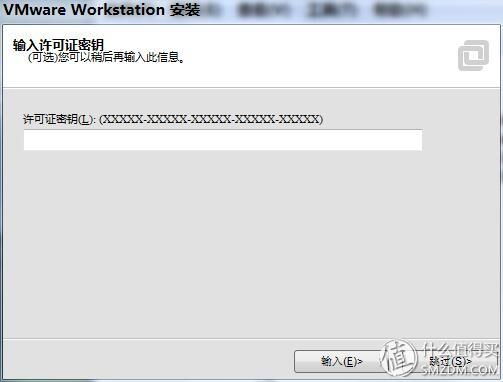 VMware Workstation 安装
输入许可证密钥
(可选)您可以稍后再输入此信息。
许可证密钥(L): (XXXXX-XXXXX-XXXXX-XXXXX-XXXXX)
输入(E)>
跳过(S)>
值 什么值得买
SMZDM.COM